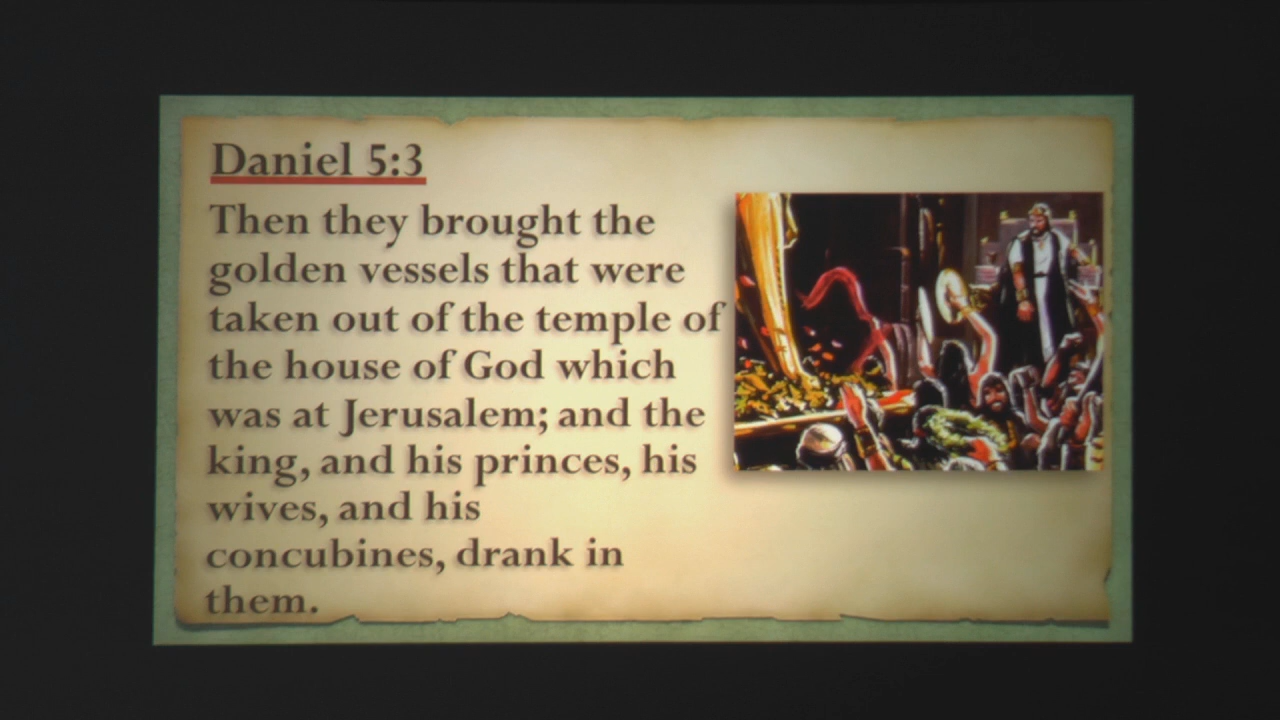 Daniel 5:3
Then they brought the
golden vessels that were
taken out of the temple of
the house of God which
was at Jerusalem; and the
king, and his princes, his
wives, and his
concubines, drank in
them.